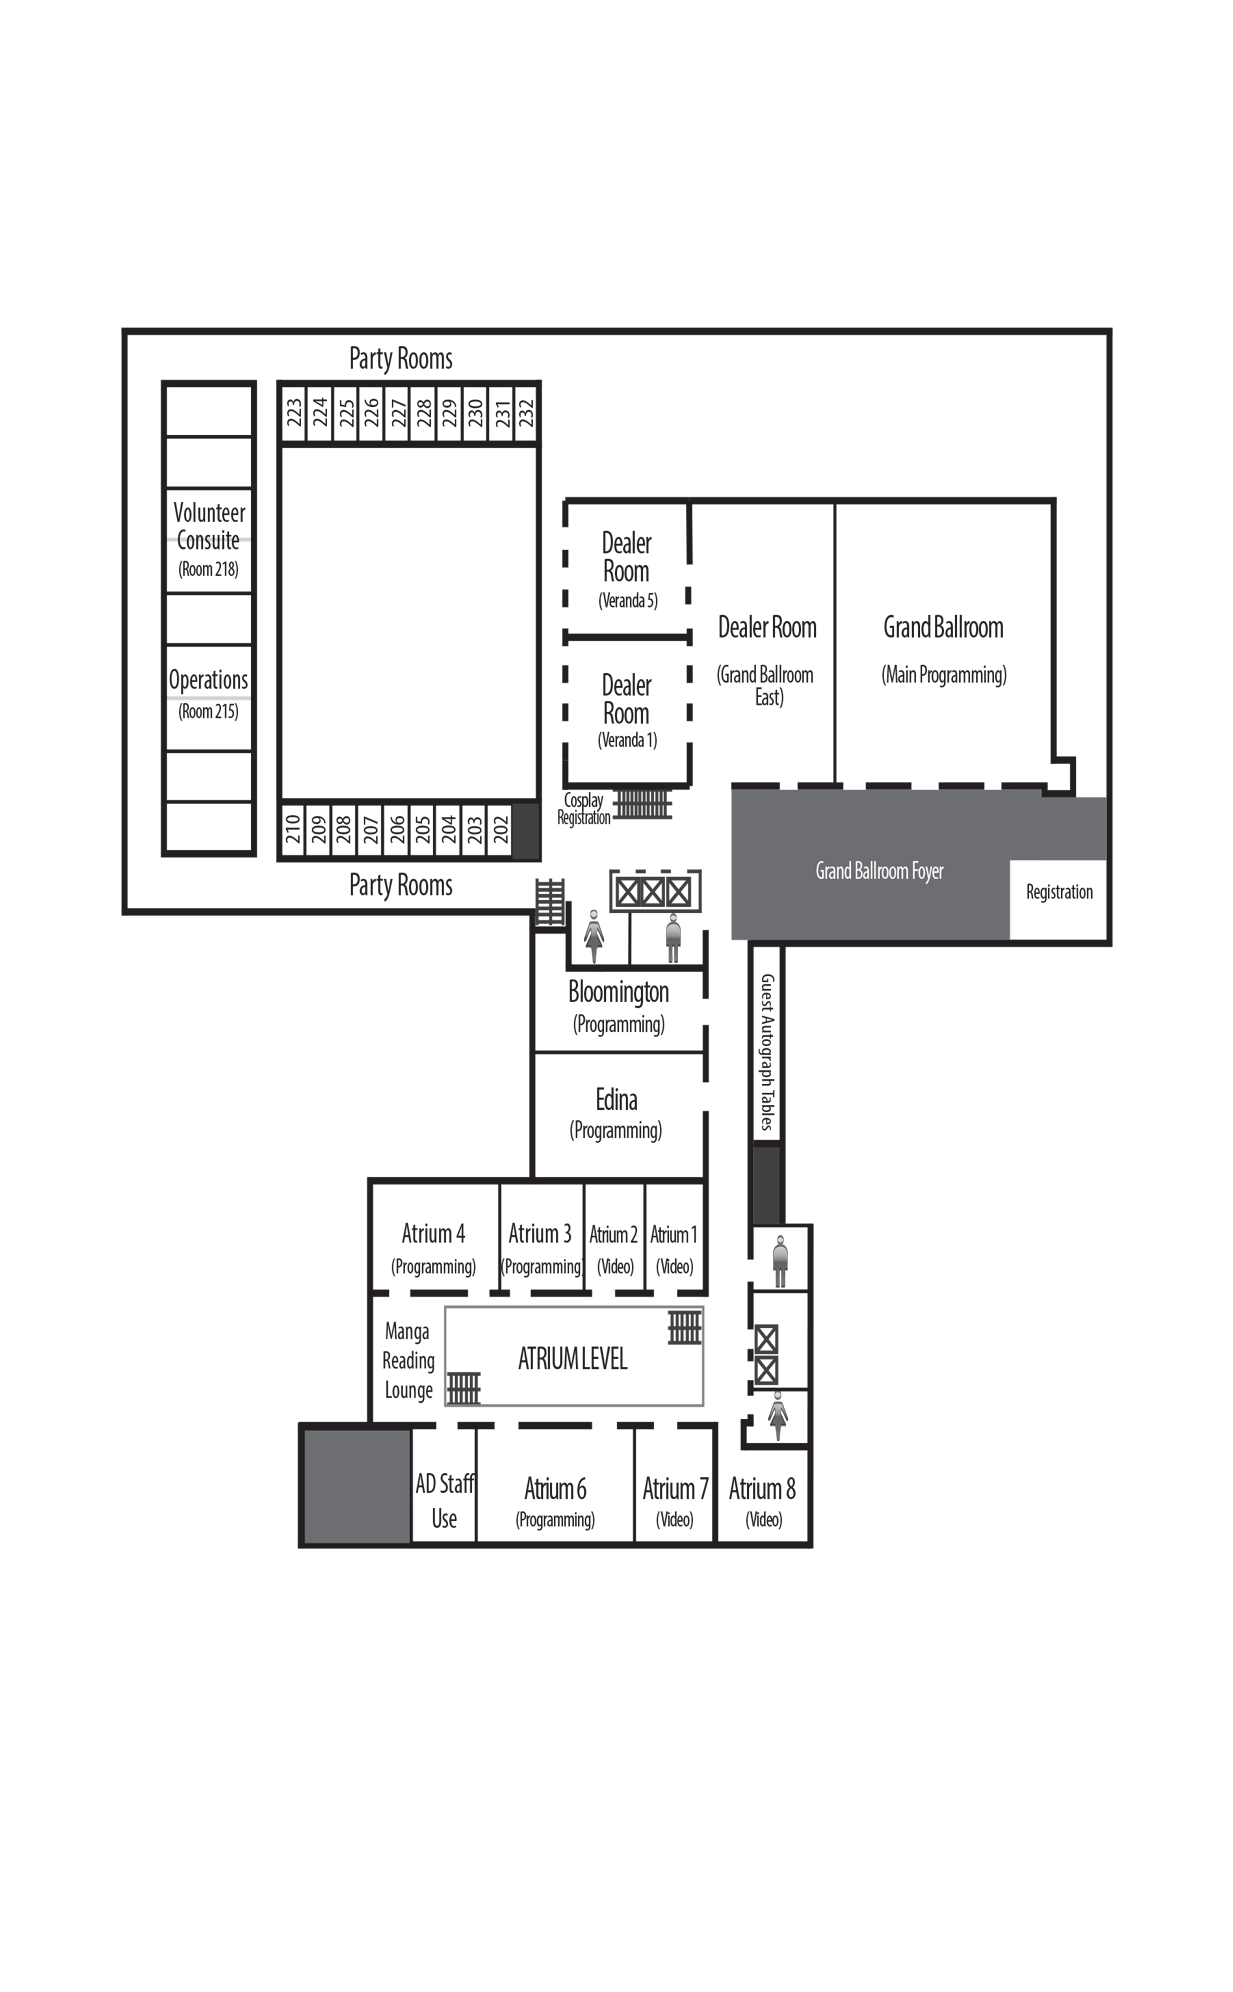 Party Rooms
223
224
225
226
227
228
229
230
231
232
Volunteer
Consuite
(Room 218)
Operations
(Room 215)
Dealer
Room
(Veranda 5)
Dealer
Room
(Veranda 1)
Dealer Room
(Grand Ballroom
East)
Grand Ballroom
(Main Programming)
Cosplay
Registration
210
209
208
207
206
205
204
203
202
Party Rooms
Grand Ballroom Foyer
Registration
Bloomington
(Programming)
Guest Autograph Tables
Edina
(Programming)
Atrium 4
(Programming)
Atrium 3
(Programming)
Atrium 2
(Video)
Atrium 1
(Video)
Manga
Reading
Lounge
ATRIUM LEVEL
AD Staff
Use
Atrium 6
(Programming)
Atrium 7
(Video)
Atrium 8
(Video)